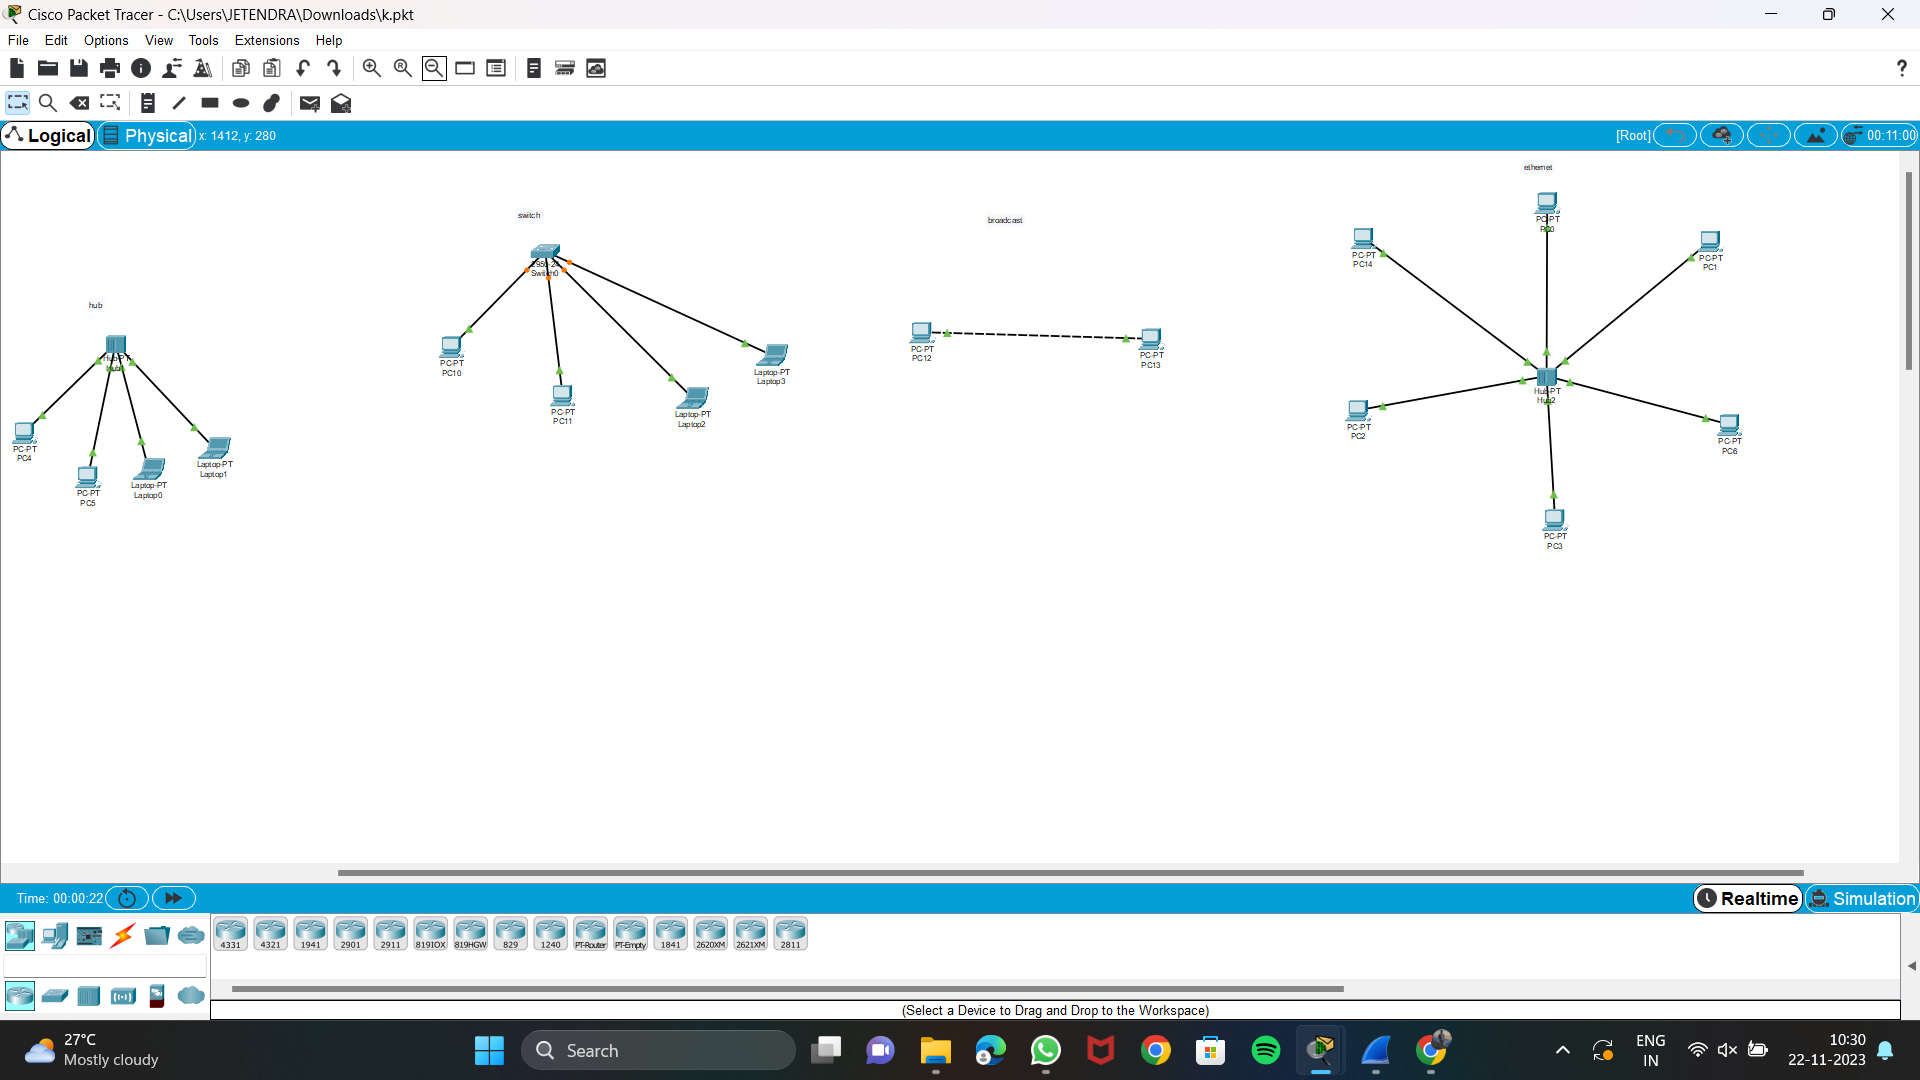 Cisco Packet Tracer - C:\Users\JETENDRA\Downloads\k.pkt
File Edit Options View Tools Extensions Help
Logical Physical x: 1412, y: 280 [Root] 00:11:00
ethernet
switch
broadcast
hub
PC-PT
PC14
PC-PT
PC-PT
PC1
Switch0
PC-PT
PC10
PC-PT
PC11
Laptop-PT
Laptop2
Laptop-PT
Laptop3
PC-PT
PC12
PC-PT
PC13
Hub-PT
Hub2
PC-PT
PC2
PC-PT
PC6
PC-PT
PC3
Hub-PT
PC-PT
PC4
PC-PT
PC5
Laptop-PT
Laptop0
Laptop-PT
Laptop1
Time: 00:00:22 Realtime Simulation
4331 4321 1941 2901 2911 819IOX 819HGW 829 1240 PT-Router PT-Empty 1841 2620XM 2621XM 2811
(Select a Device to Drag and Drop to the Workspace)
27°C
Mostly cloudy
Search
ENG
IN
10:30
22-11-2023